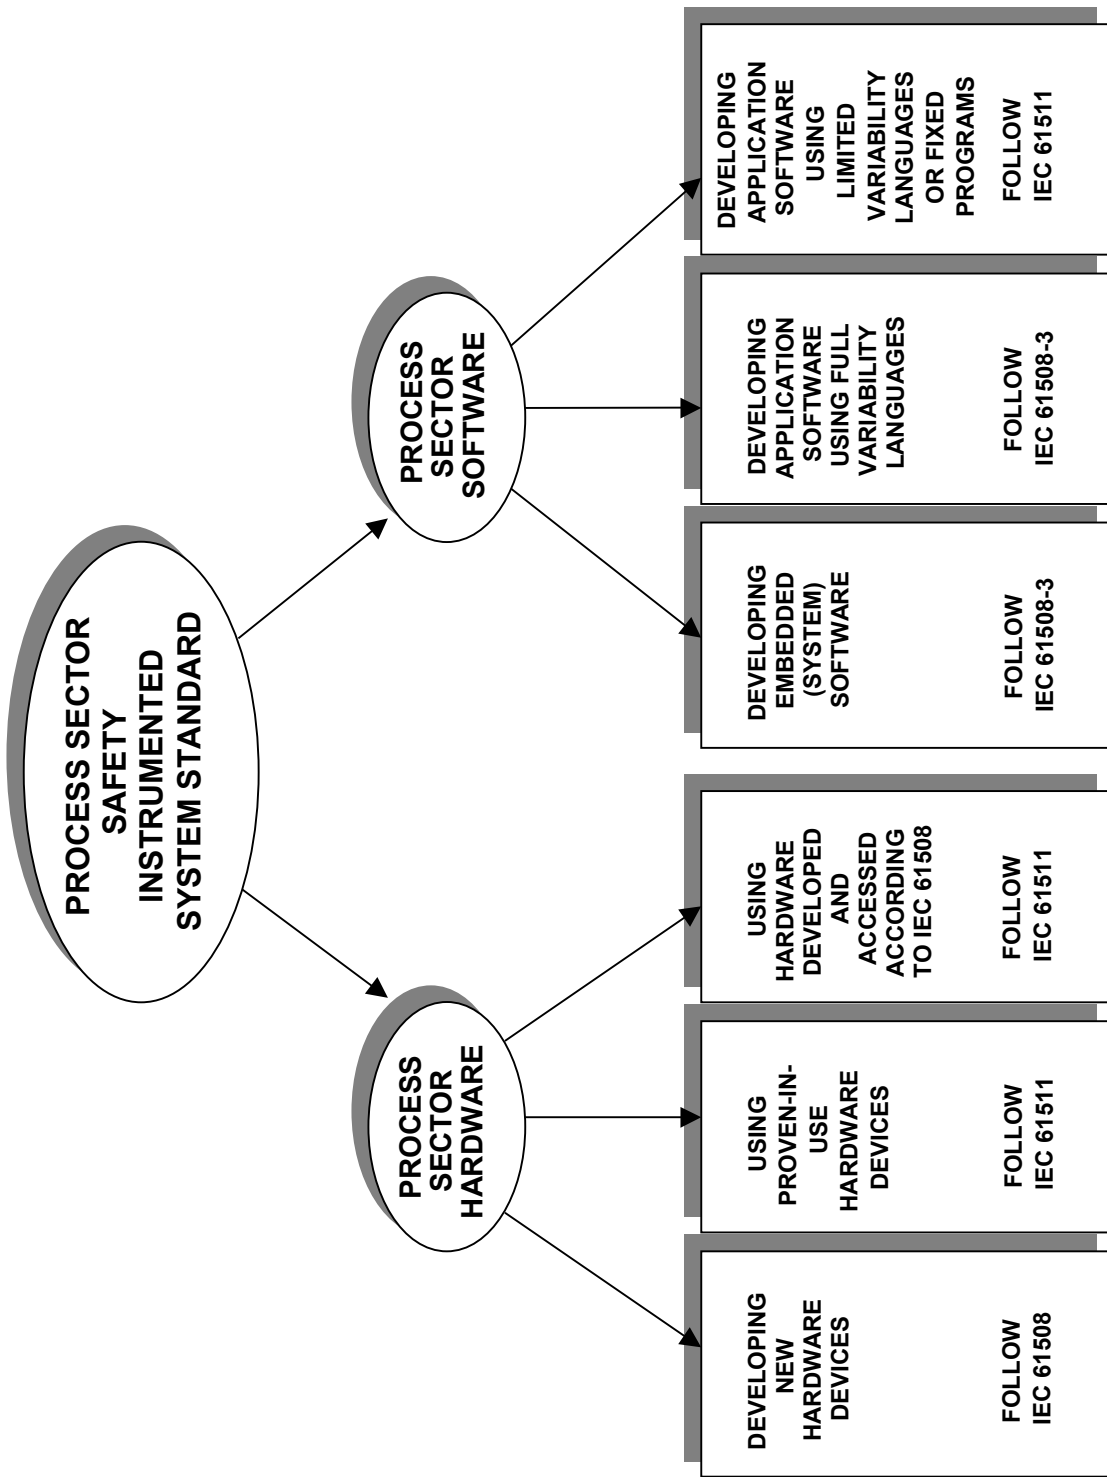 PROCESS SECTOR
SAFETY
INSTRUMENTED
SYSTEM STANDARD
PROCESS
SECTOR
HARDWARE
PROCESS
SECTOR
SOFTWARE
DEVELOPING
NEW
HARDWARE
DEVICES
FOLLOW
IEC 61508
USING
PROVEN-IN-
USE
HARDWARE
DEVICES
FOLLOW
IEC 61511
USING
HARDWARE
DEVELOPED
AND
ACCESSED
ACCORDING
TO IEC 61508
FOLLOW
IEC 61511
DEVELOPING
EMBEDDED
(SYSTEM)
SOFTWARE
FOLLOW
IEC 61508-3
DEVELOPING
APPLICATION
SOFTWARE
USING FULL
VARIABILITY
LANGUAGES
FOLLOW
IEC 61508-3
DEVELOPING
APPLICATION
SOFTWARE
USING
LIMITED
VARIABILITY
LANGUAGES
OR FIXED
PROGRAMS
FOLLOW
IEC 61511